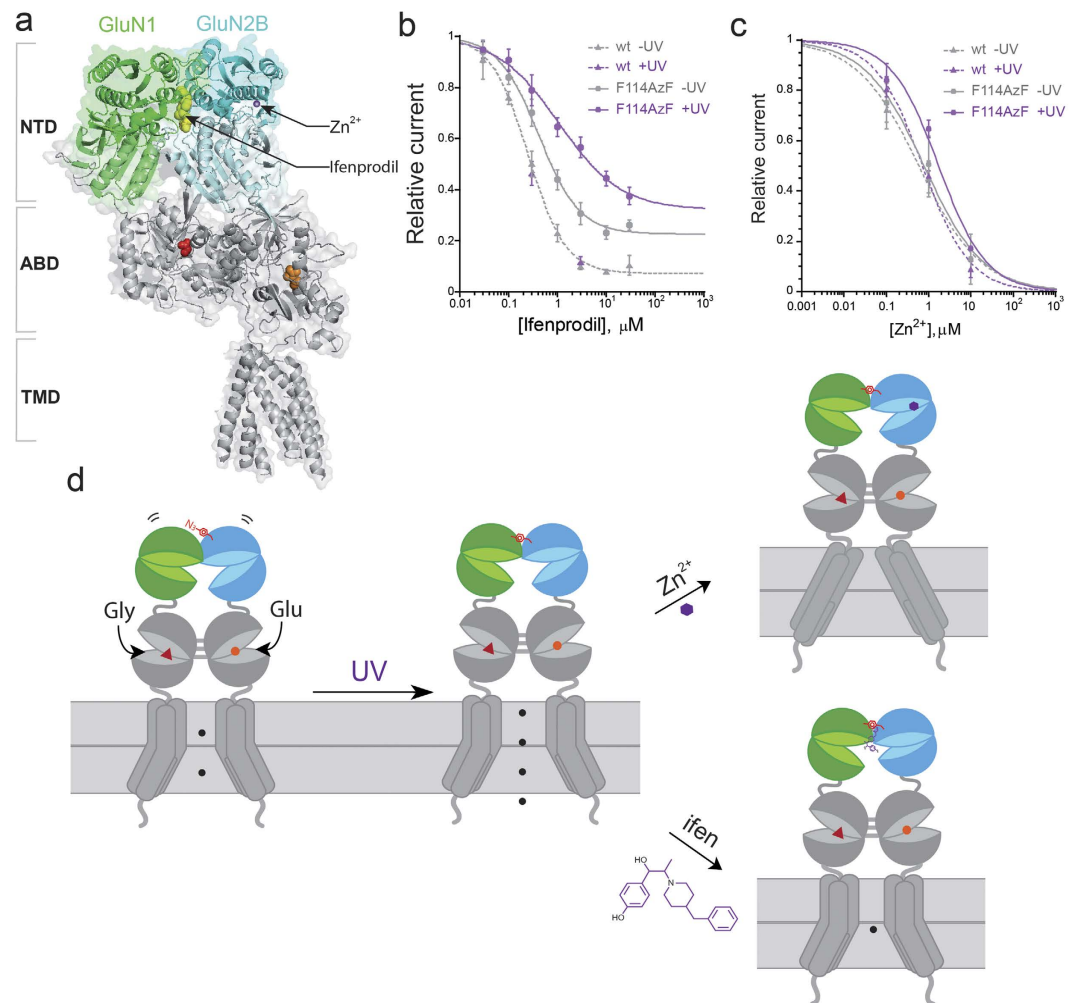 a
GluN1 GluN2B
NTD
ABD
TMD
Zn²⁺
Ifenprodil
b
Relative current
1
0.8
0.6
0.4
0.2
0
0.01 0.1 1 10 10² 10³
[Ifenprodil], μM
wt -UV
wt +UV
F114AzF -UV
F114AzF +UV
c
Relative current
1
0.8
0.6
0.4
0.2
0
0.001 0.01 0.1 1 10 10² 10³
[Zn²⁺], μM
wt -UV
wt +UV
F114AzF -UV
F114AzF +UV
d
N₃
Gly
Glu
UV
Zn²⁺
ifen
HO
N
HO